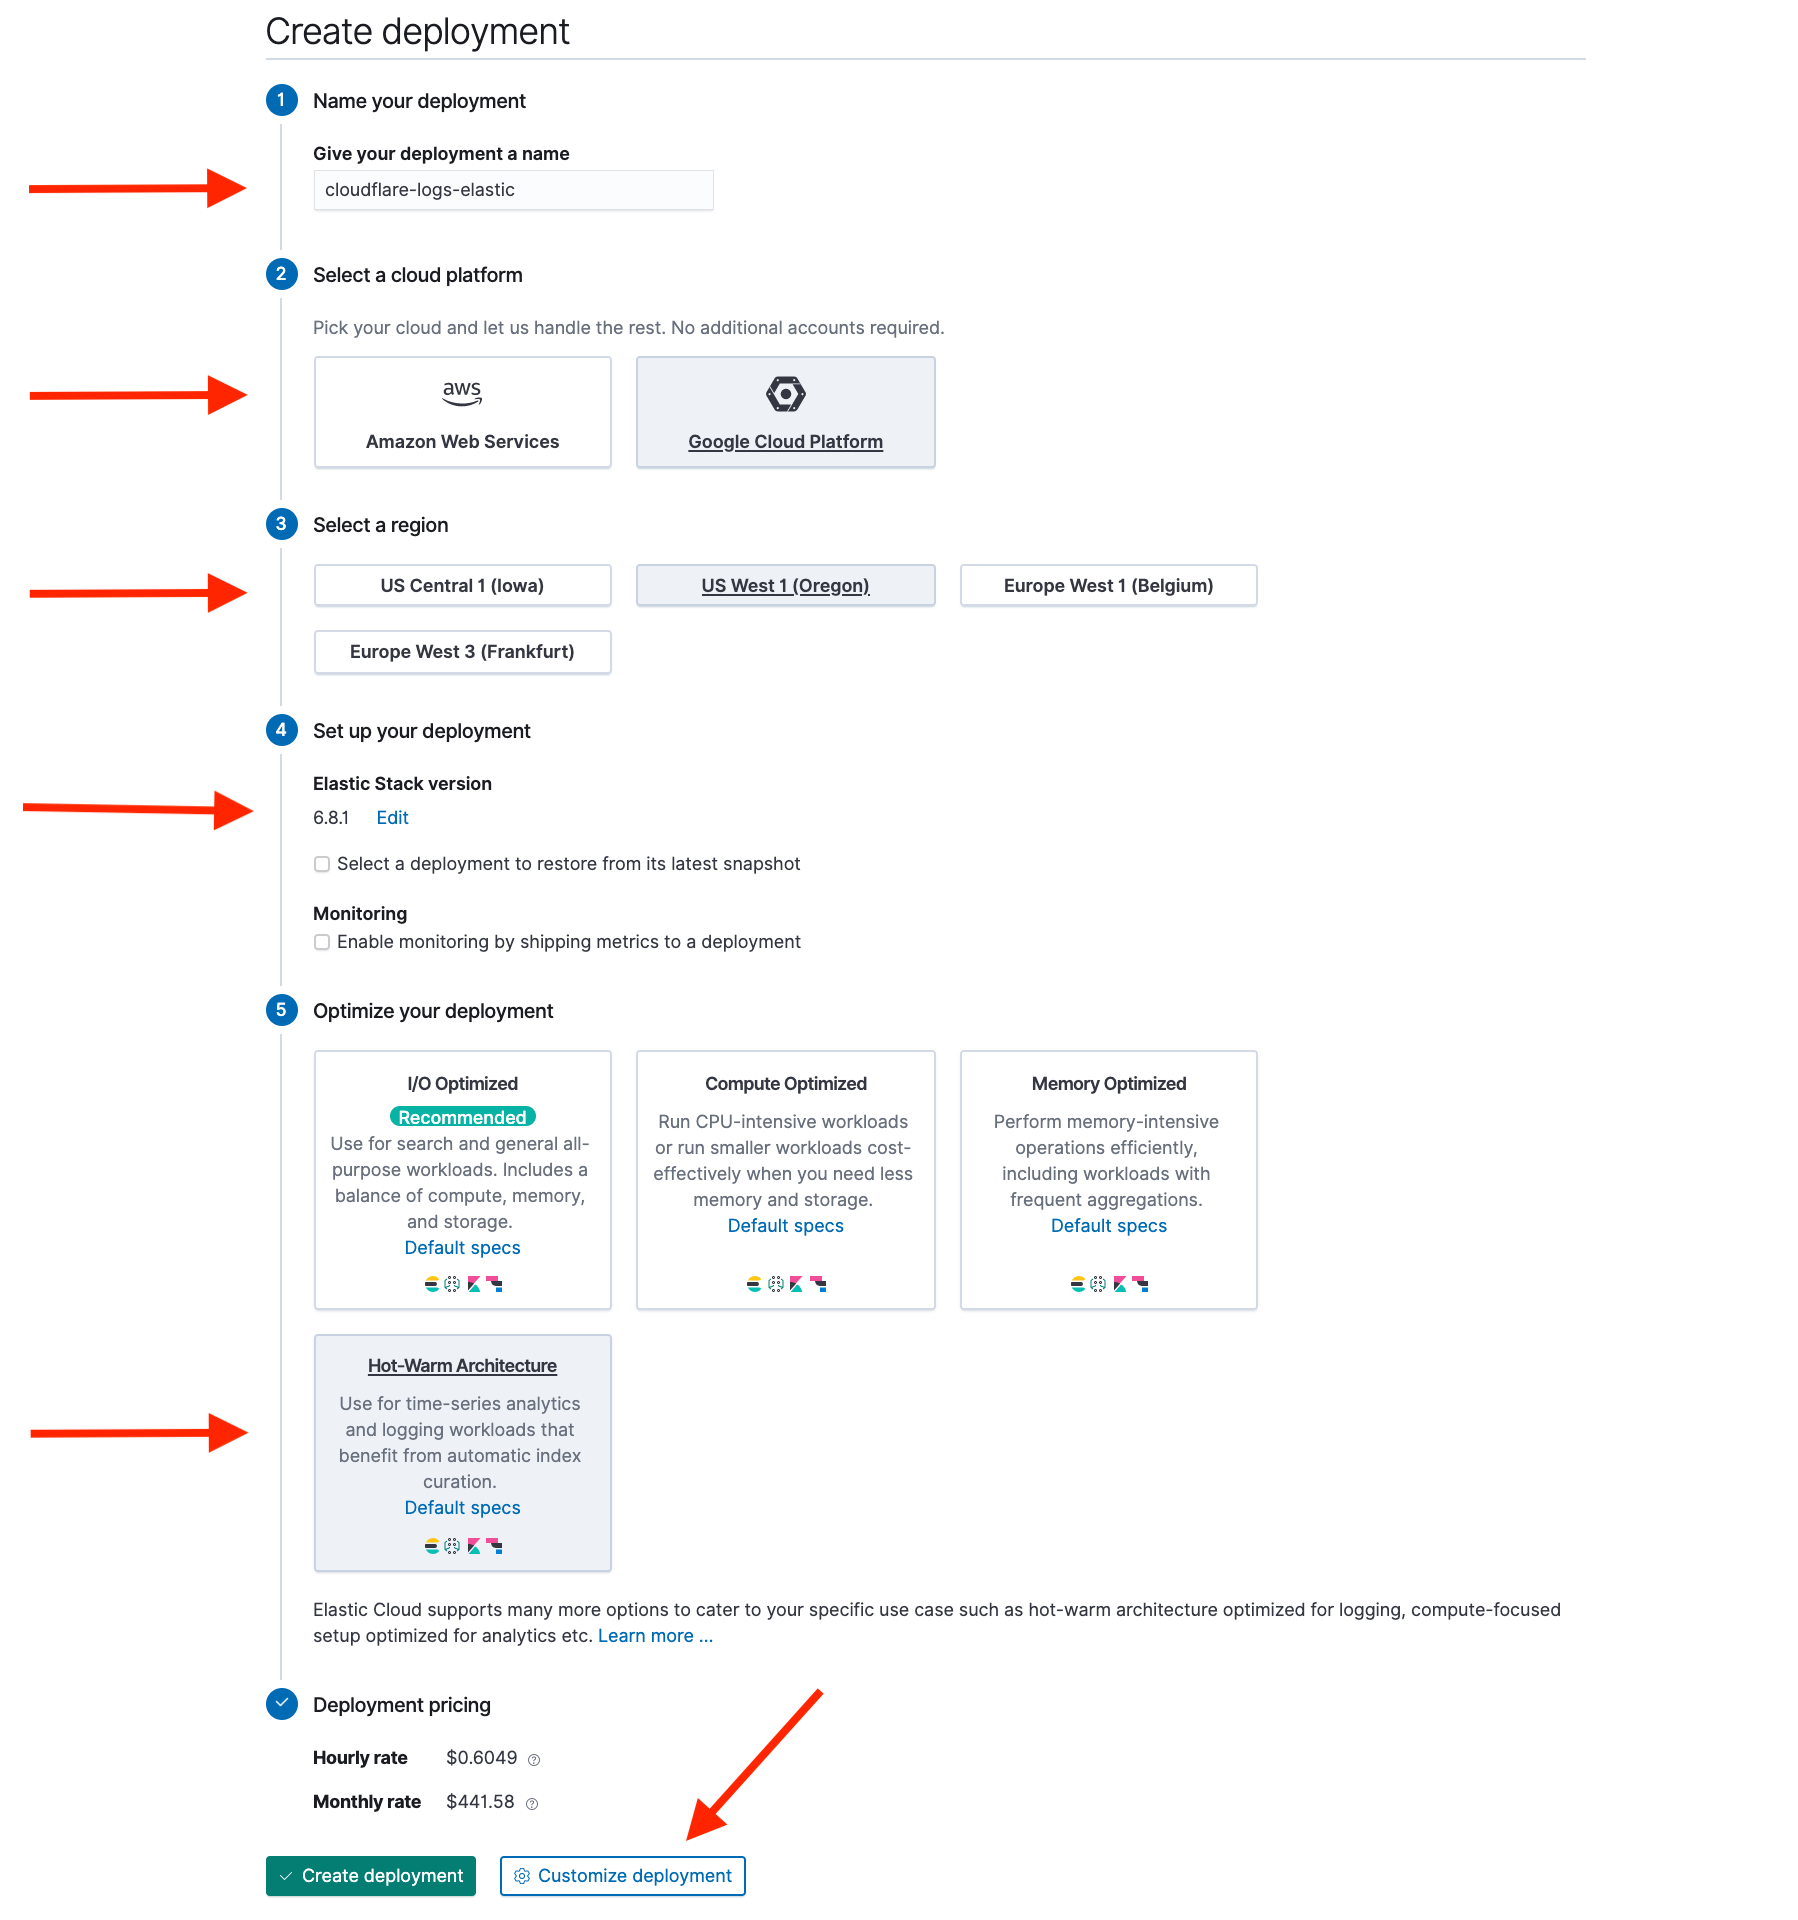 Create deployment
1 Name your deployment
Give your deployment a name
cloudflare-logs-elastic
2 Select a cloud platform
Pick your cloud and let us handle the rest. No additional accounts required.
aws
Amazon Web Services
Google Cloud Platform
3 Select a region
US Central 1 (Iowa)
US West 1 (Oregon)
Europe West 1 (Belgium)
Europe West 3 (Frankfurt)
4 Set up your deployment
Elastic Stack version
6.8.1 Edit
Select a deployment to restore from its latest snapshot
Monitoring
Enable monitoring by shipping metrics to a deployment
5 Optimize your deployment
I/O Optimized
Recommended
Use for search and general all-
purpose workloads. Includes a
balance of compute, memory,
and storage.
Default specs
Compute Optimized
Run CPU-intensive workloads
or run smaller workloads cost-
effectively when you need less
memory and storage.
Default specs
Memory Optimized
Perform memory-intensive
operations efficiently,
including workloads with
frequent aggregations.
Default specs
Hot-Warm Architecture
Use for time-series analytics
and logging workloads that
benefit from automatic index
curation.
Default specs
Elastic Cloud supports many more options to cater to your specific use case such as hot-warm architecture optimized for logging, compute-focused
setup optimized for analytics etc. Learn more ...
Deployment pricing
Hourly rate $0.6049 ?
Monthly rate $441.58 ?
Create deployment
Customize deployment